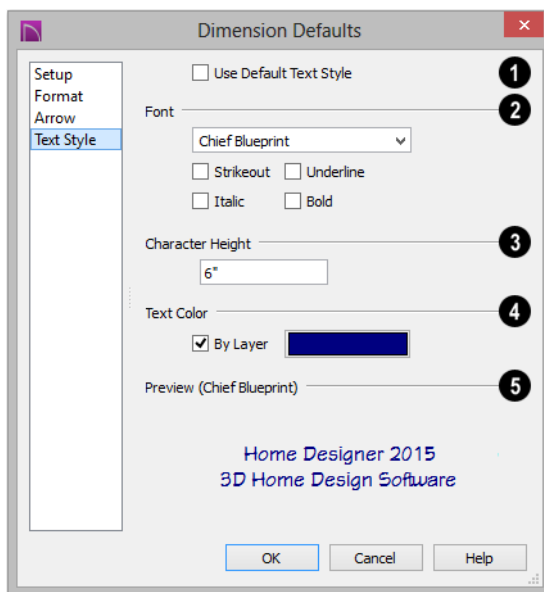 Dimension Defaults
Setup
Format
Arrow
Text Style
Use Default Text Style
1
Font
2
Chief Blueprint
Strikeout Underline
Italic Bold
Character Height
3
6"
Text Color
4
By Layer
Preview (Chief Blueprint)
5
Home Designer 2015
3D Home Design Software
OK Cancel Help